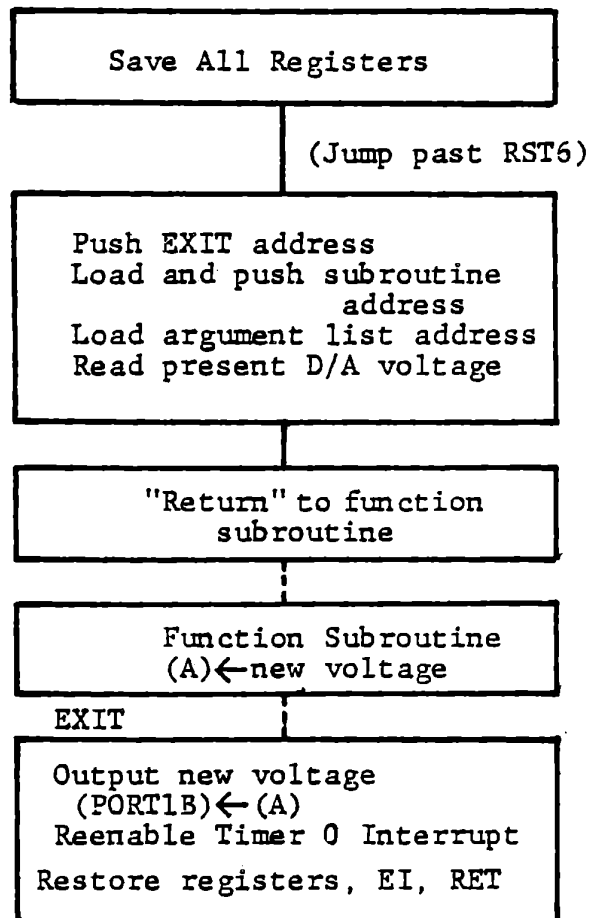 Save All Registers
(Jump past RST6)
Push EXIT address
Load and push subroutine
address
Load argument list address
Read present D/A voltage
"Return" to function
subroutine
Function Subroutine
(A)←new voltage
EXIT
Output new voltage
(PORT1B)←(A)
Reenable Timer 0 Interrupt
Restore registers, EI, RET